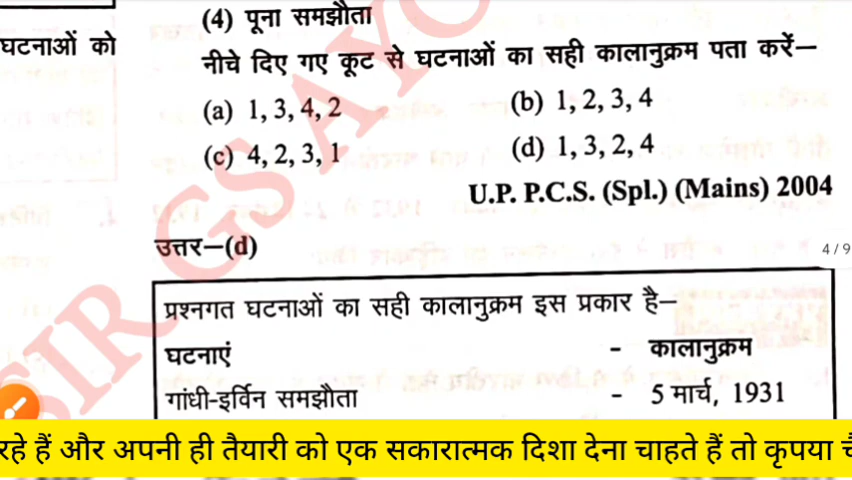 (4) पूना समझौता
घटनाओं को
नीचे दिए गए कूट से घटनाओं का सही कालानुक्रम पता करें–
(a) 1, 3, 4, 2 (b) 1, 2, 3, 4
(c) 4, 2, 3, 1 (d) 1, 3, 2, 4
U.P. P.C.S. (Spl.) (Mains) 2004
उत्तर–(d)
4 / 9
प्रश्नगत घटनाओं का सही कालानुक्रम इस प्रकार है–
घटनाएं - कालानुक्रम
गांधी-इर्विन समझौता - 5 मार्च, 1931
रहे हैं और अपनी ही तैयारी को एक सकारात्मक दिशा देना चाहते हैं तो कृपया
SIR GS